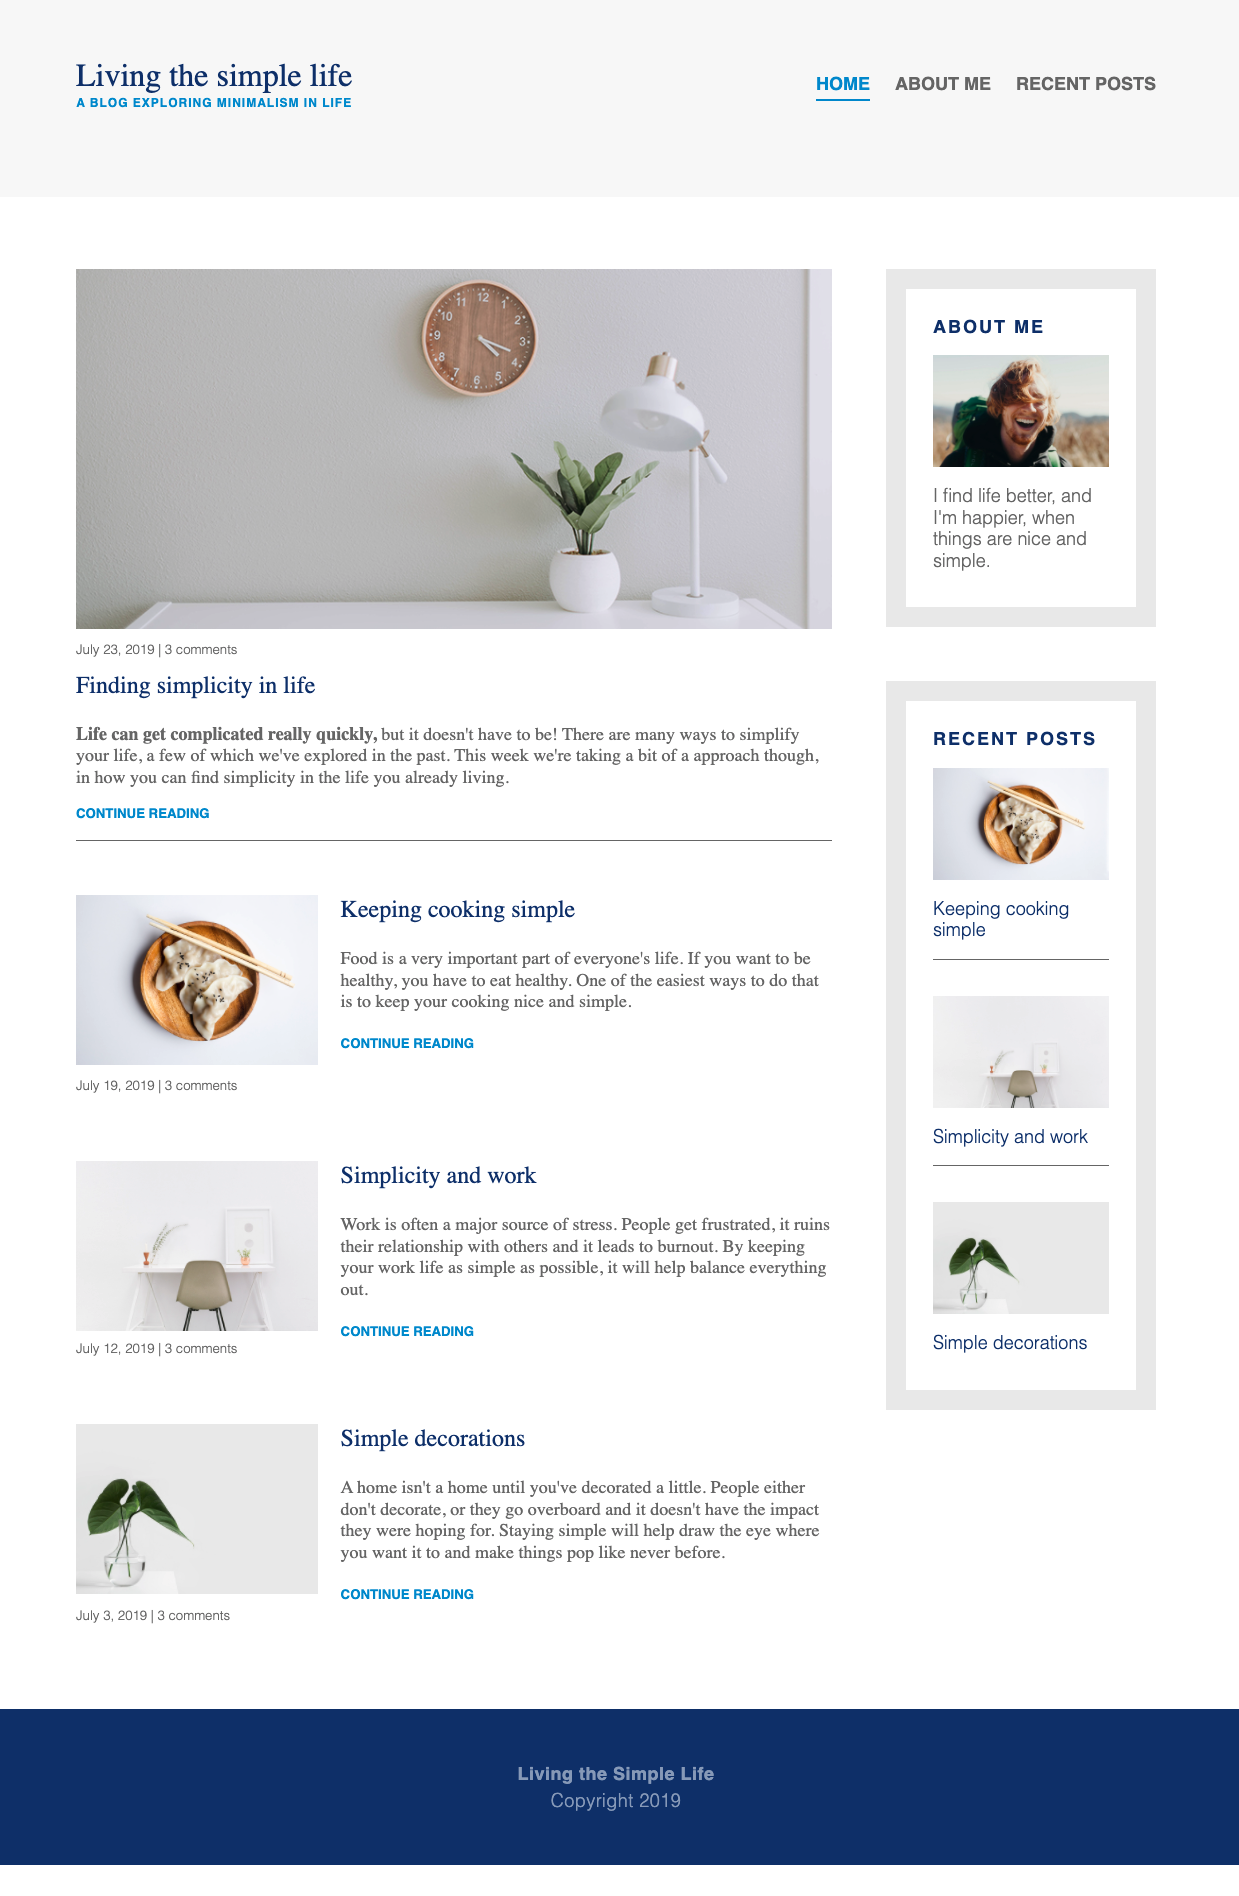 Living the simple life
A BLOG EXPLORING MINIMALISM IN LIFE
HOME ABOUT ME RECENT POSTS
12
1
2
3
4
5
6
7
8
9
10
11
July 23, 2019 | 3 comments
Finding simplicity in life
Life can get complicated really quickly, but it doesn't have to be! There are many ways to simplify
your life, a few of which we've explored in the past. This week we're taking a bit of a approach though,
in how you can find simplicity in the life you already living.
CONTINUE READING
Keeping cooking simple
Food is a very important part of everyone's life. If you want to be
healthy, you have to eat healthy. One of the easiest ways to do that
is to keep your cooking nice and simple.
CONTINUE READING
July 19, 2019 | 3 comments
Simplicity and work
Work is often a major source of stress. People get frustrated, it ruins
their relationship with others and it leads to burnout. By keeping
your work life as simple as possible, it will help balance everything
out.
CONTINUE READING
July 12, 2019 | 3 comments
Simple decorations
A home isn't a home until you've decorated a little. People either
don't decorate, or they go overboard and it doesn't have the impact
they were hoping for. Staying simple will help draw the eye where
you want it to and make things pop like never before.
CONTINUE READING
July 3, 2019 | 3 comments
ABOUT ME
I find life better, and
I'm happier, when
things are nice and
simple.
RECENT POSTS
Keeping cooking
simple
Simplicity and work
Simple decorations
Living the Simple Life
Copyright 2019